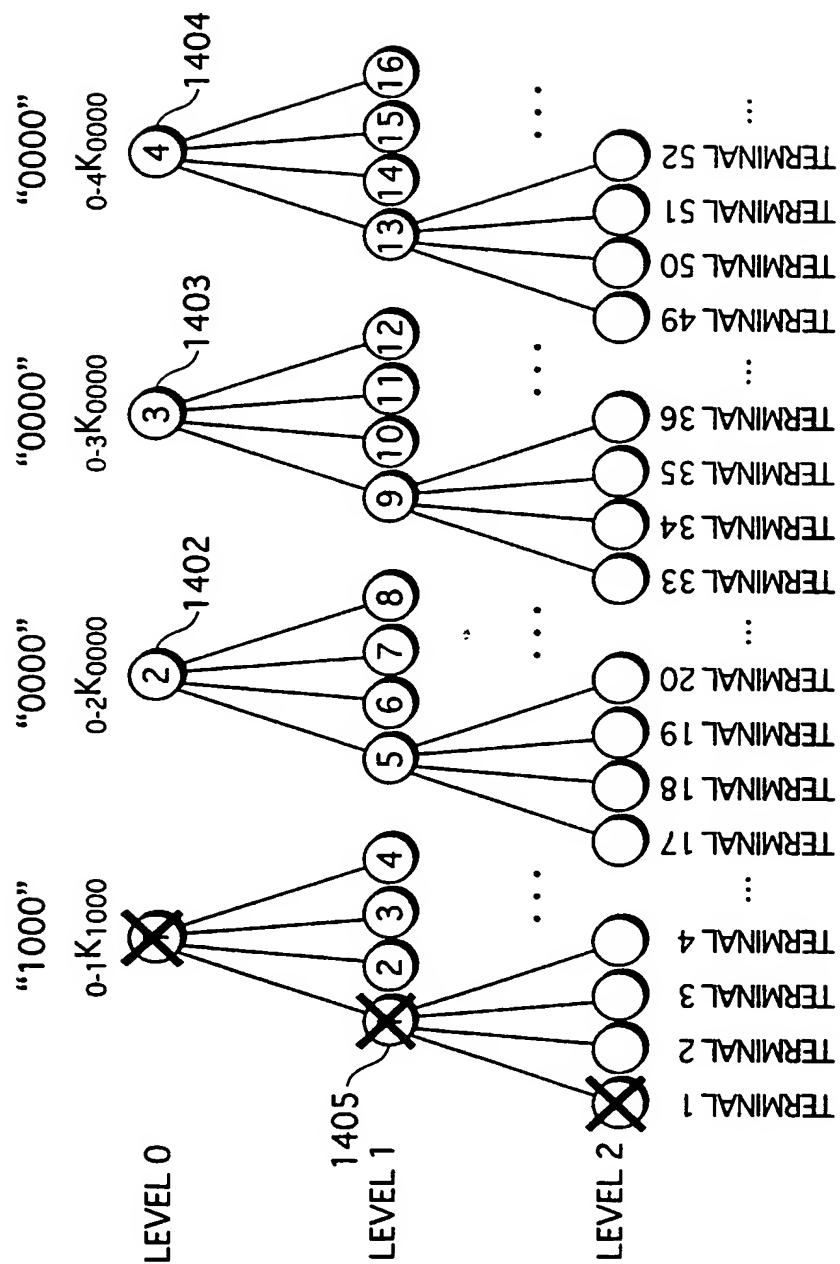 "1000" "0000" "0000" "0000"
0-1K1000 0-2K0000 0-3K0000 0-4K0000
1402 1403 1404
LEVEL 0
2 3 4
LEVEL 1
2 3 4 5 6 7 8 9 10 11 12 13 14 15 16
1405
... ... ... ...
LEVEL 2
TERMINAL 1
TERMINAL 2
TERMINAL 3
TERMINAL 4
...
TERMINAL 17
TERMINAL 18
TERMINAL 19
TERMINAL 20
...
TERMINAL 33
TERMINAL 34
TERMINAL 35
TERMINAL 36
...
TERMINAL 49
TERMINAL 50
TERMINAL 51
TERMINAL 52
...